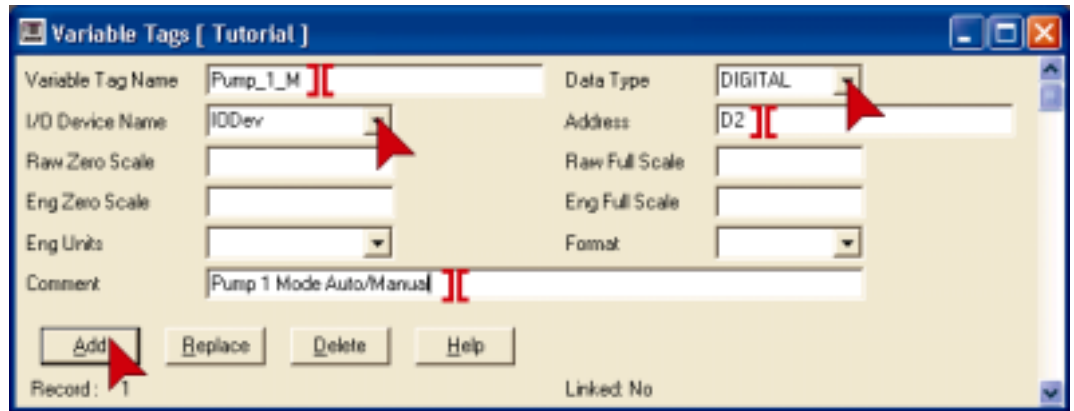 Variable Tags [ Tutorial ]
Variable Tag Name Pump_1_M Data Type DIGITAL
I/O Device Name IODev Address D2
Raw Zero Scale Raw Full Scale
Eng Zero Scale Eng Full Scale
Eng Units Format
Comment Pump 1 Mode Auto/Manual
Add Replace Delete Help
Record : 1 Linked: No